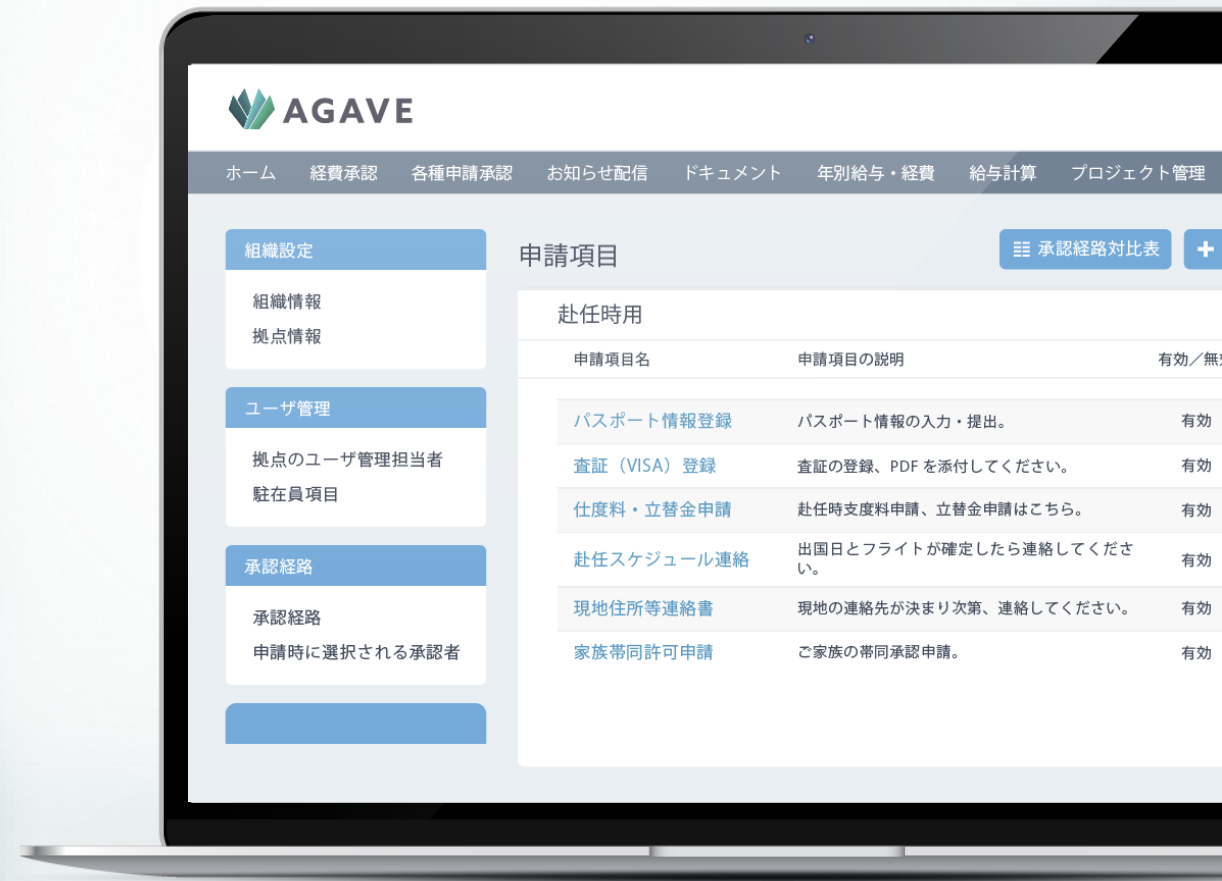 AGAVE
ホーム 経費承認 各種申請承認 お知らせ配信 ドキュメント 年別給与・経費 給与計算 プロジェクト管理
組織設定
組織情報
拠点情報
ユーザ管理
拠点のユーザ管理担当者
駐在員項目
承認経路
承認経路
申請時に選択される承認者
申請項目
承認経路対比表
赴任時用
申請項目名 申請項目の説明 有効／無
パスポート情報登録 パスポート情報の入力・提出。 有効
査証（VISA）登録 査証の登録、PDF を添付してください。 有効
仕度料・立替金申請 赴任時支度料申請、立替金申請はこちら。 有効
赴任スケジュール連絡 出国日とフライトが確定したら連絡してくださ 有効
い。
現地住所等連絡書 現地の連絡先が決まり次第、連絡してください。 有効
家族帯同許可申請 ご家族の帯同承認申請。 有効